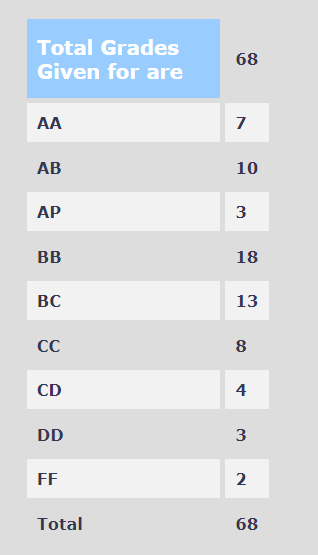 Total Grades
Given for are 68
AA 7
AB 10
AP 3
BB 18
BC 13
CC 8
CD 4
DD 3
FF 2
Total 68